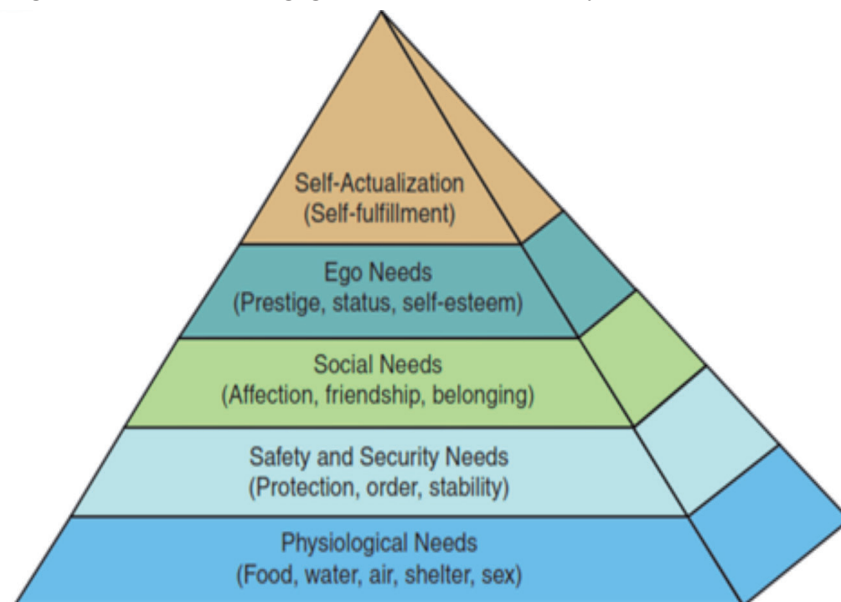 Self-Actualization
(Self-fulfillment)
Ego Needs
(Prestige, status, self-esteem)
Social Needs
(Affection, friendship, belonging)
Safety and Security Needs
(Protection, order, stability)
Physiological Needs
(Food, water, air, shelter, sex)